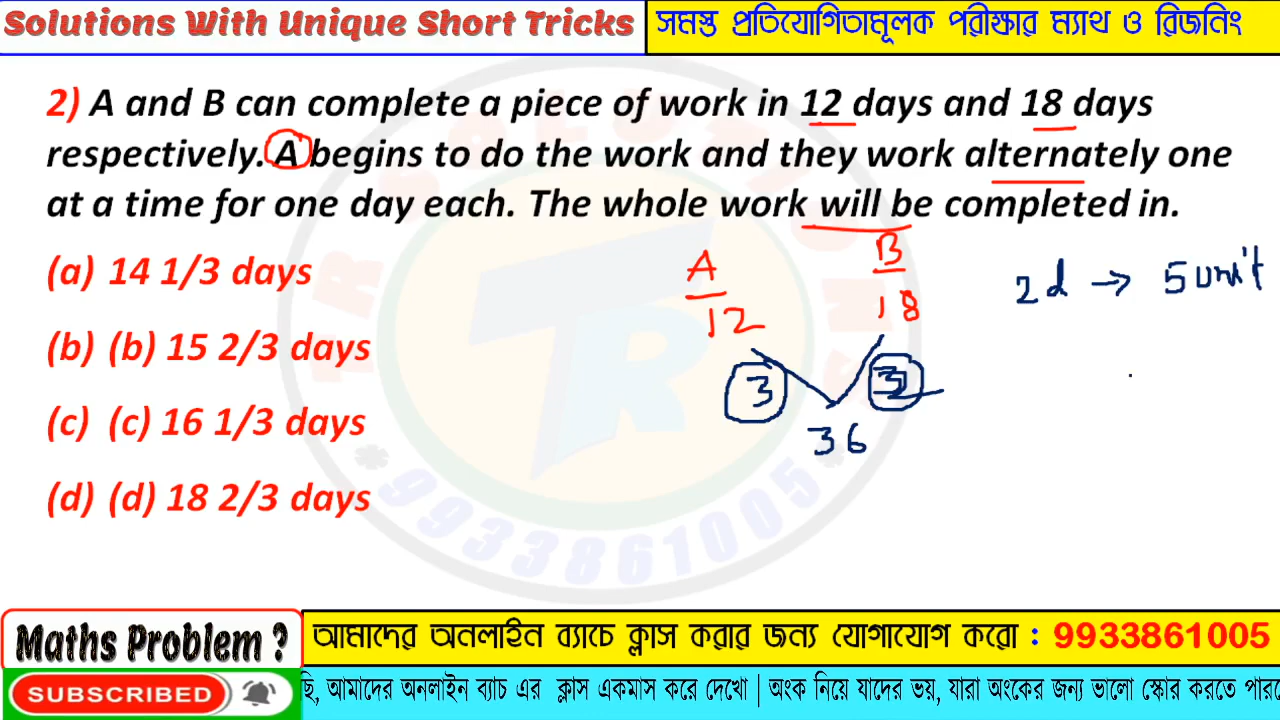 Solutions With Unique Short Tricks
সমস্ত প্রতিযোগিতামূলক পরীক্ষার ম্যাথ ও রিজনিং
2) A and B can complete a piece of work in 12 days and 18 days
respectively. A begins to do the work and they work alternately one
at a time for one day each. The whole work will be completed in.
(a) 14 1/3 days
(b) (b) 15 2/3 days
(c) (c) 16 1/3 days
(d) (d) 18 2/3 days
A B
12 18
3
36
2d → 5 unit
TR SOLUTIONS
*9933861005*
Maths Problem ?
আমাদের অনলাইন ব্যাচে ক্লাস করার জন্য যোগাযোগ করো : 9933861005
SUBSCRIBED
ছি, আমাদের অনলাইন ব্যাচ এর ক্লাস একমাস করে দেখো | অংক নিয়ে যাদের ভয়, যারা অংকের জন্য ভালো স্কোর করতে পারছে